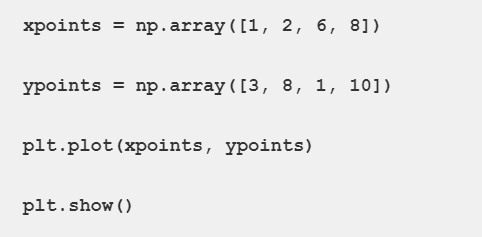 xpoints = np.array([1, 2, 6, 8])
ypoints = np.array([3, 8, 1, 10])
plt.plot(xpoints, ypoints)
plt.show()